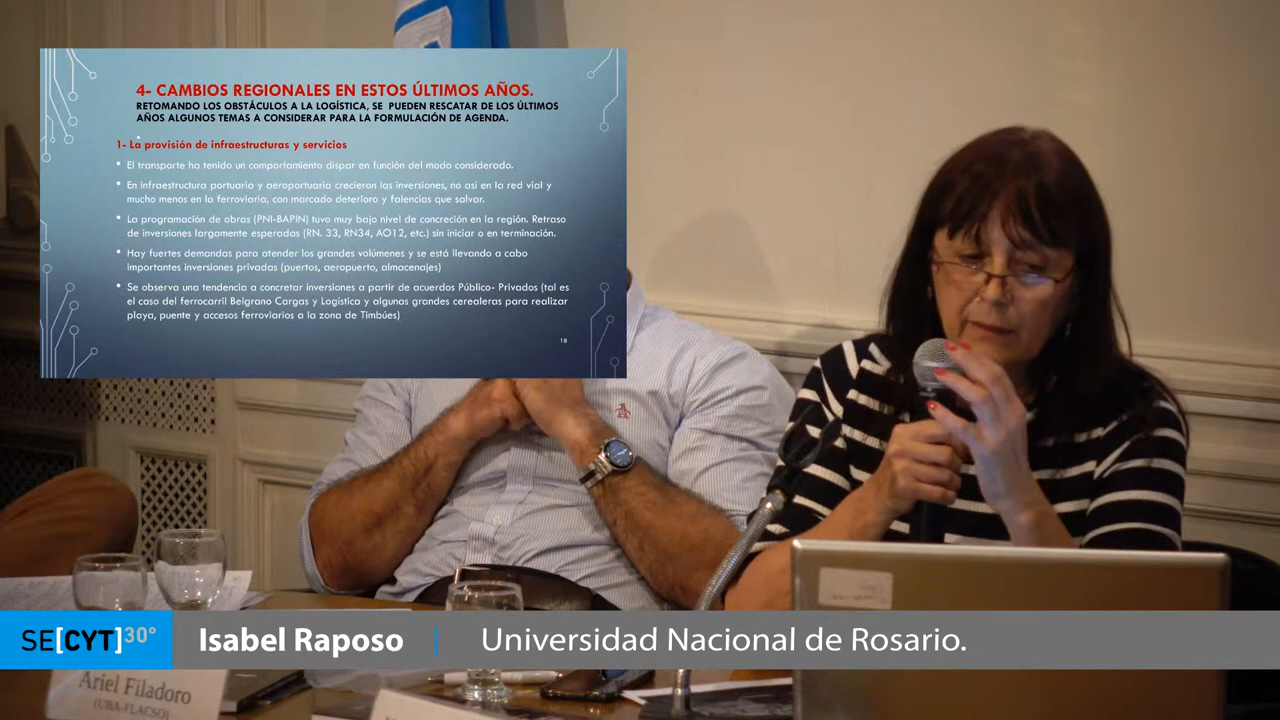 4- CAMBIOS REGIONALES EN ESTOS ÚLTIMOS AÑOS.
RETOMANDO LOS OBSTÁCULOS A LA LOGÍSTICA, SE PUEDEN RESCATAR DE LOS ÚLTIMOS
AÑOS ALGUNOS TEMAS A CONSIDERAR PARA LA FORMULACIÓN DE AGENDA.
1- La provisión de infraestructuras y servicios
• El transporte ha tenido un comportamiento dispar en función del modo considerado.
• En infraestructura portuaria y aeroportuaria crecieron las inversiones, no asi en la red vial y
mucho menos en la ferroviaria, con marcado deterioro y falencias que salvar.
• La programación de obras (PNI-BAPIN) tuvo muy bajo nivel de concreción en la región. Retraso
de inversiones largamente esperadas (RN. 33, RN34, AO12, etc.) sin iniciar o en terminación.
• Hay fuertes demandas para atender los grandes volúmenes y se está llevando a cabo
importantes inversiones privadas (puertos, aeropuerto, almacenajes)
• Se observa una tendencia a concretar inversiones a partir de acuerdos Público- Privados (tal es
el caso del ferrocarril Belgrano Cargas y Logística y algunas grandes cerealeras para realizar
playa, puente y accesos ferroviarios a la zona de Timbúes)
18
SE[CYT]30°
Isabel Raposo
Universidad Nacional de Rosario.
Ariel Filadoro
(UBA-FLACSO)